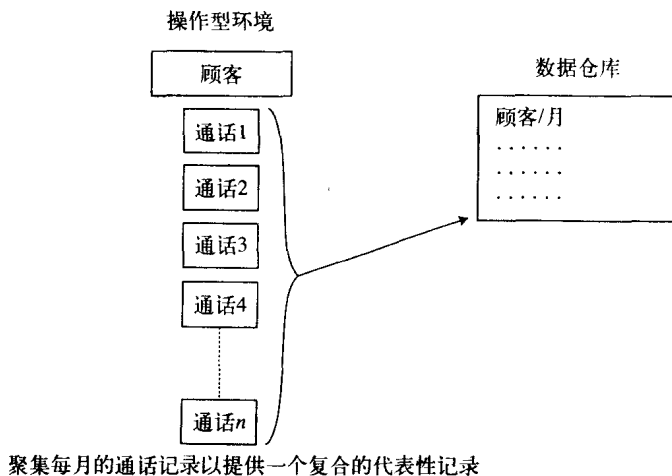 操作型环境
顾客
通话1
通话2
通话3
通话4
通话n
数据仓库
顾客/月
......
......
......
聚集每月的通话记录以提供一个复合的代表性记录